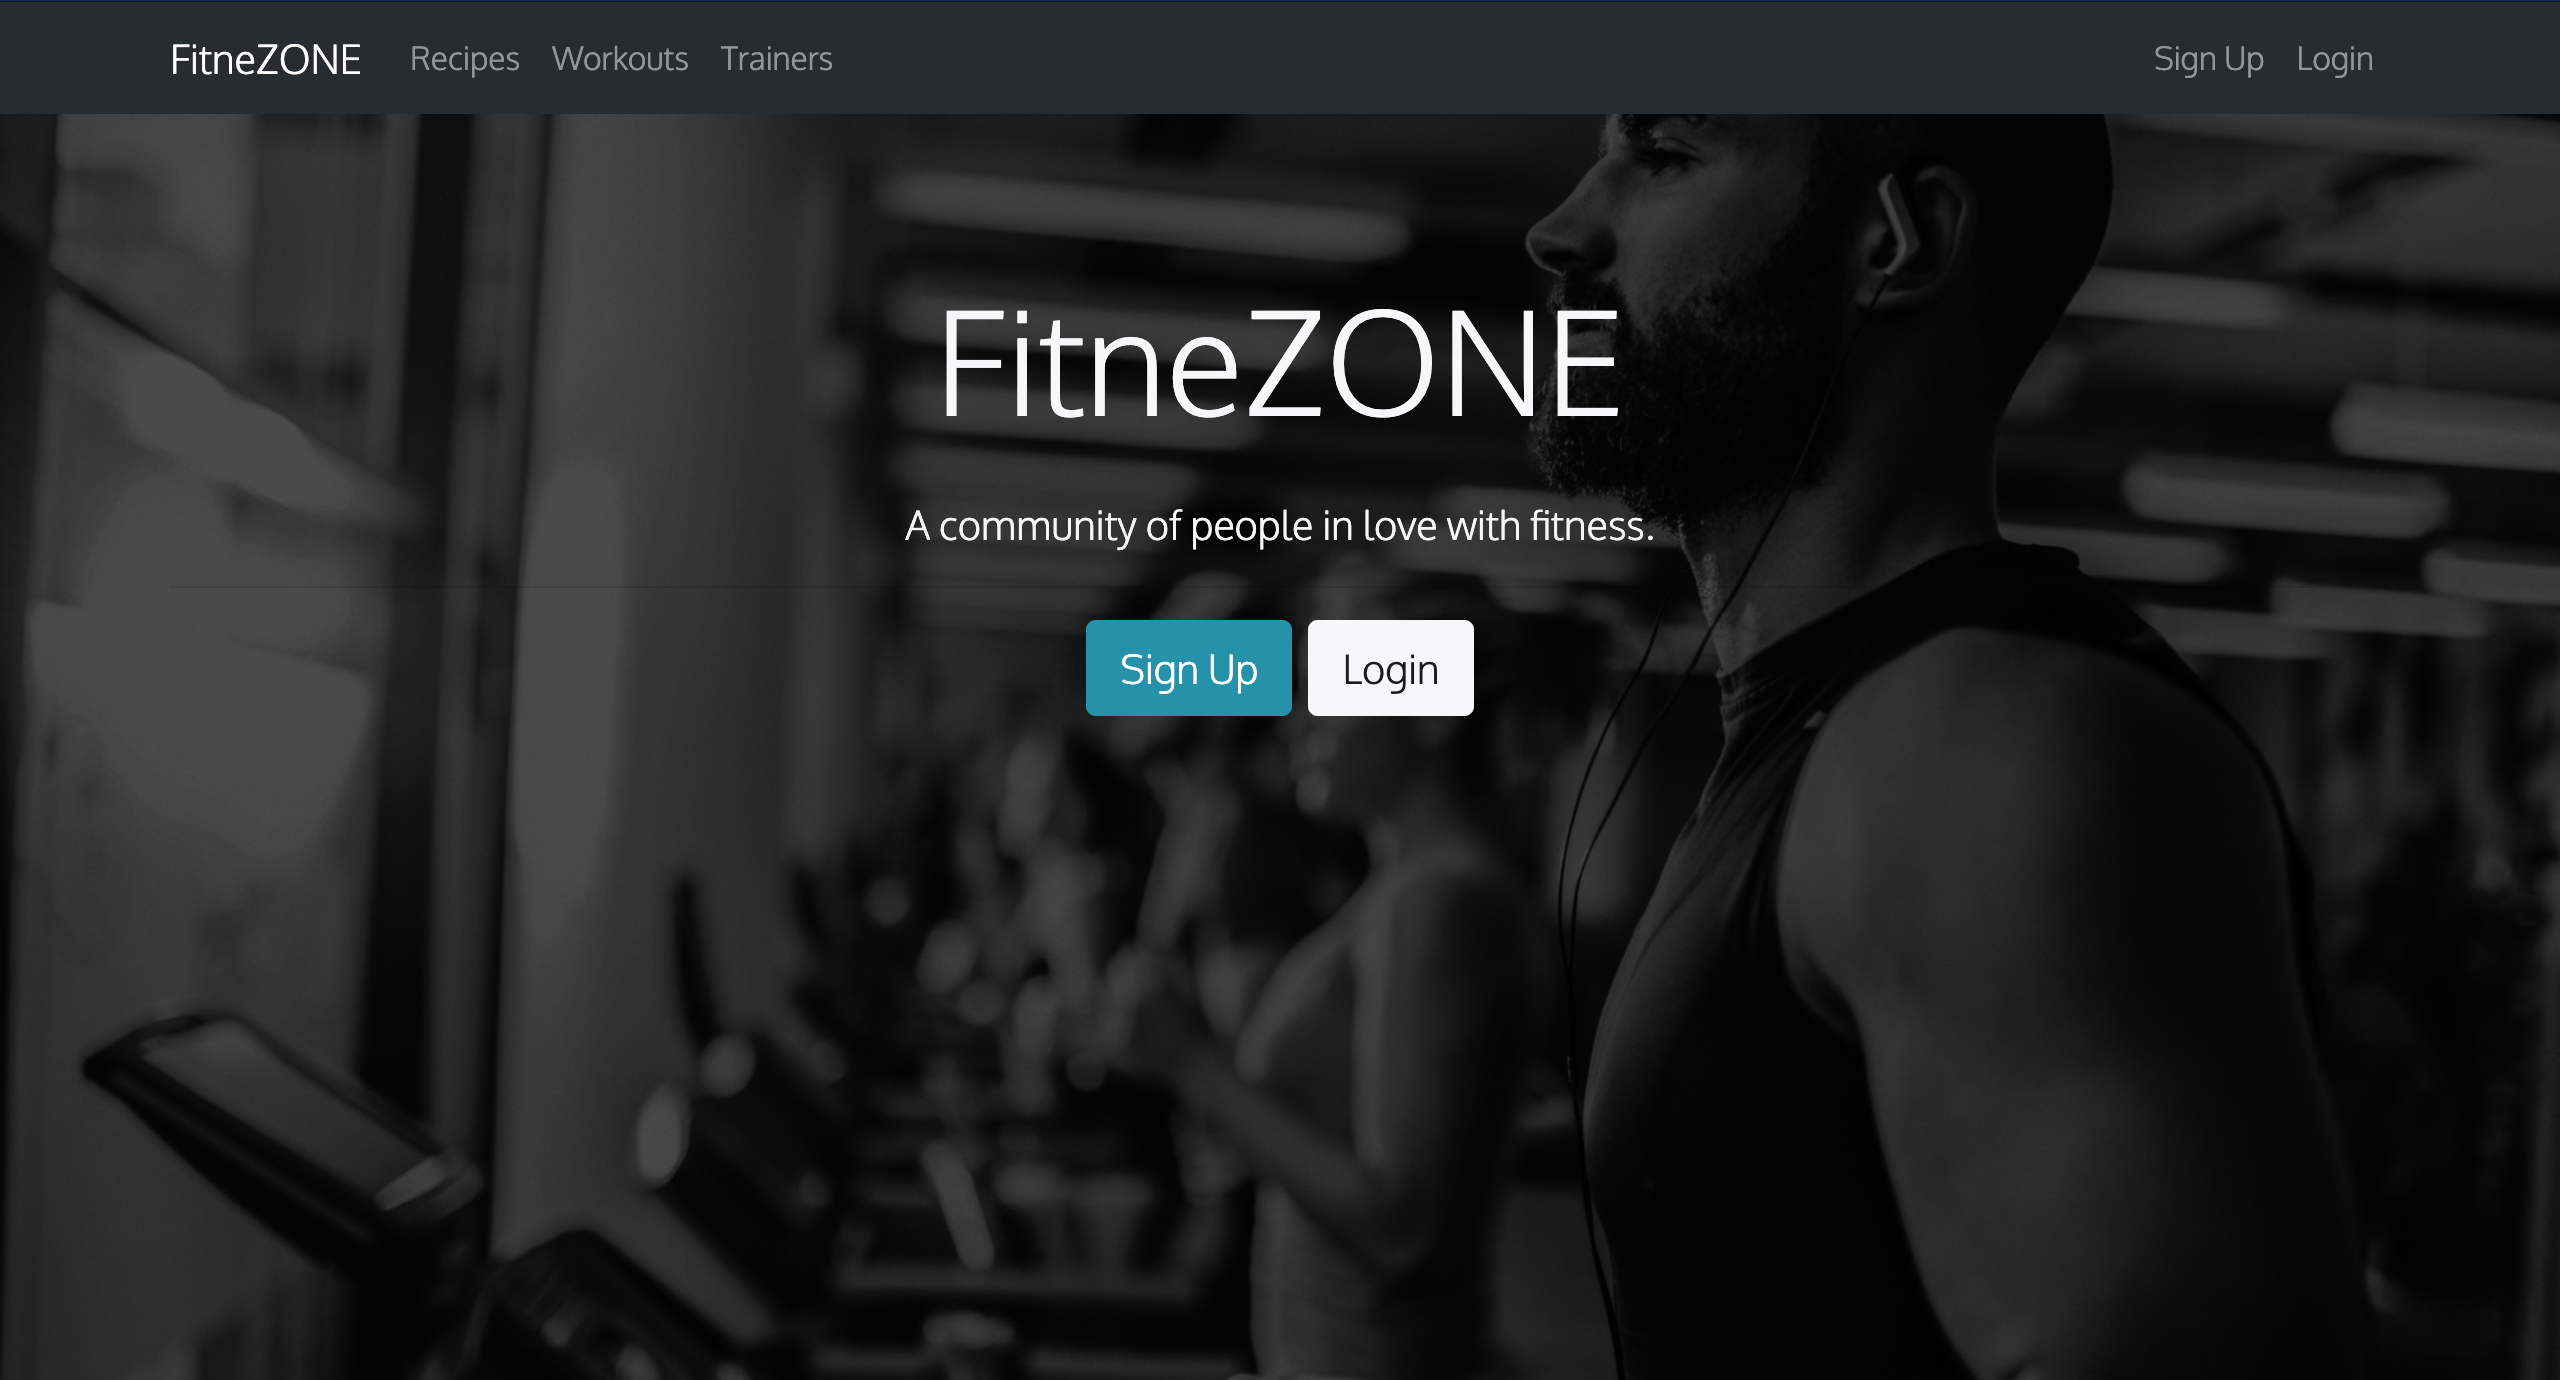 FitneZONE Recipes Workouts Trainers Sign Up Login
FitneZONE
A community of people in love with fitness.
Sign Up Login